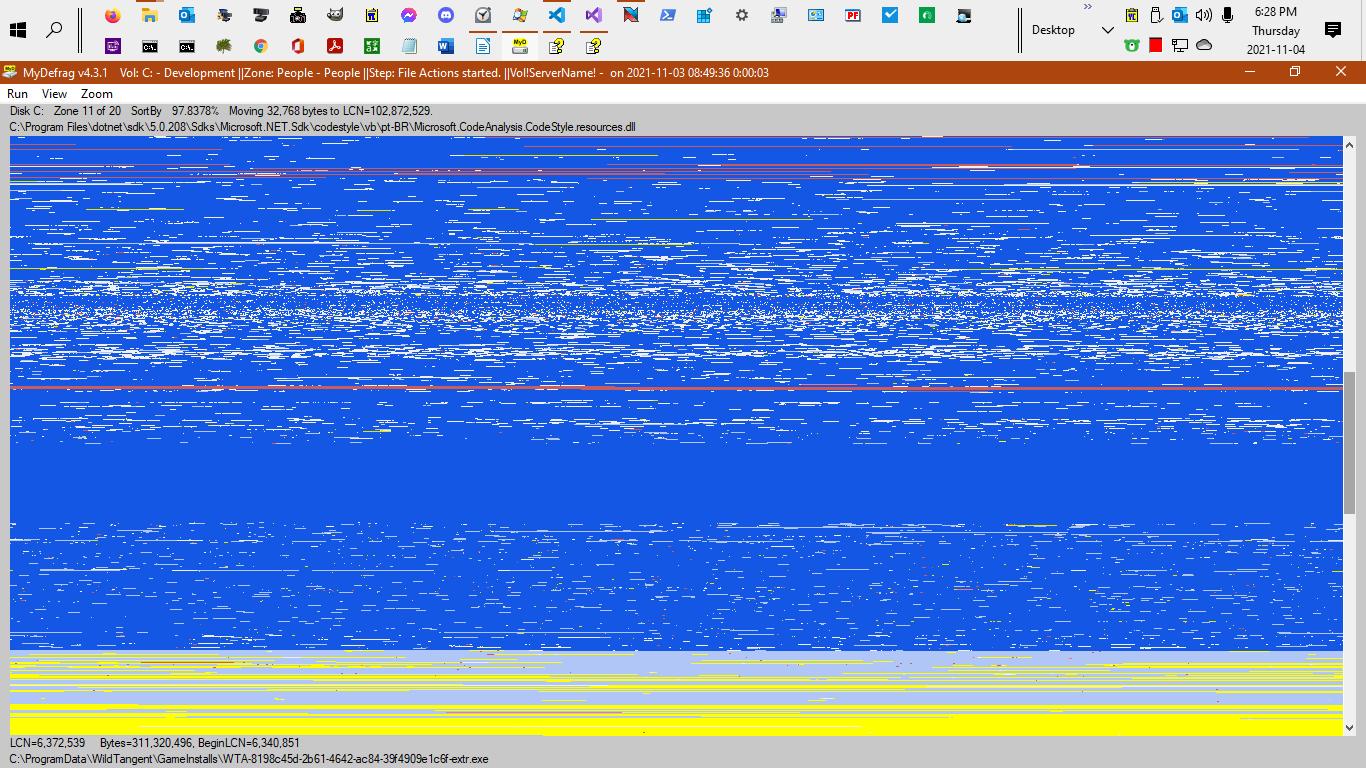 6:28 PM
Desktop
Thursday
2021-11-04
MyDefrag v4.3.1 Vol: C: - Development ||Zone: People - People ||Step: File Actions started. ||Vol!ServerName! - on 2021-11-03 08:49:36 0:00:03
Run View Zoom
Disk C: Zone 11 of 20 SortBy 97.8378% Moving 32,768 bytes to LCN=102,872,529.
C:\Program Files\dotnet\sdk\5.0.208\Sdks\Microsoft.NET.Sdk\codestyle\vb\pt-BR\Microsoft.CodeAnalysis.CodeStyle.resources.dll
LCN=6,372,539 Bytes=311,320,496, BeginLCN=6,340,851
C:\ProgramData\WildTangent\GameInstalls\WTA-8198c45d-2b61-4642-ac84-39f4909e1c6f-extr.exe